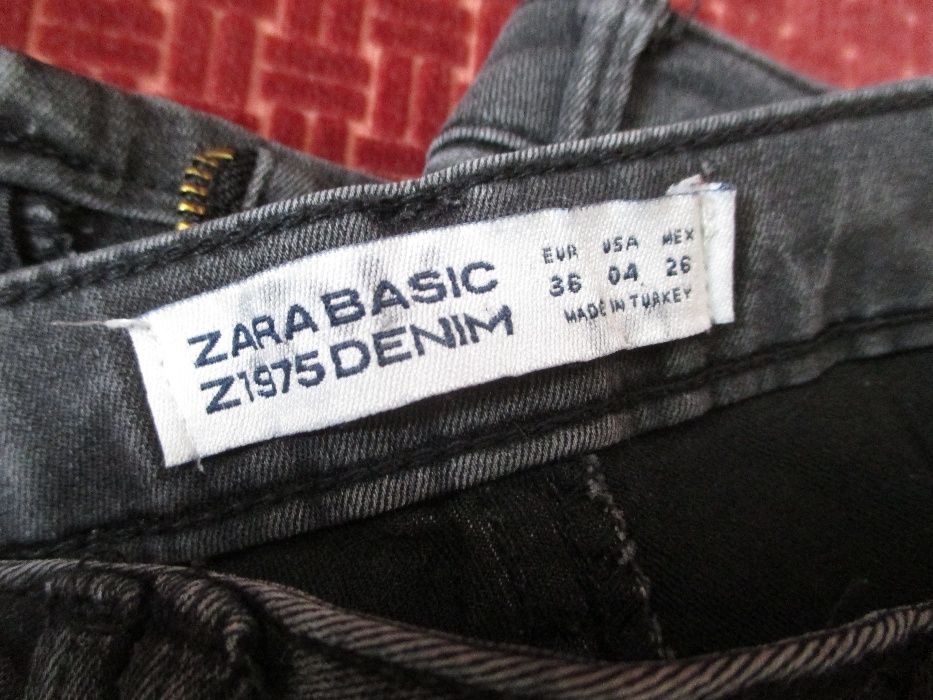 ZARA BASIC
Z1975 DENIM
EUR USA MEX
36 04 26
MADE IN TURKEY